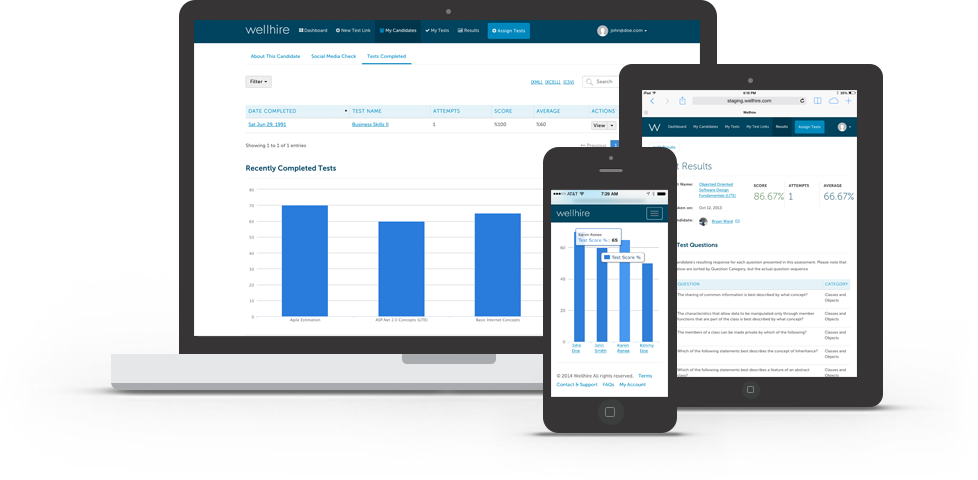 wellhire
Dashboard
New Test Link
My Candidates
My Tests
Results
Assign Tests
john@doe.com
About This Candidate
Social Media Check
Tests Completed
Filter
[XML] [XCELL] [CSV]
Search
DATE COMPLETED
TEST NAME
ATTEMPTS
SCORE
AVERAGE
ACTIONS
Sat Jun 29, 1991
Business Skills II
1
%100
%60
View
Showing 1 to 1 of 1 entries
Previous
1
Recently Completed Tests
80
70
60
50
40
30
20
10
0
Agile Estimation
ASP.Net 2.0 Concepts (LITE)
Basic Internet Concepts
AT&T
7:29 AM
wellhire
Karen Renee
Test Score % : 65
Test Score %
60
40
20
0
John Doe
John Smith
Karen Renee
Kenny Doe
© 2014 Wellhire All rights reserved.
Terms
Contact & Support
FAQs
My Account
iPad
staging.wellhire.com
Wellhire
W
Dashboard
My Candidates
My Tests
My Test Links
Results
Assign Tests
Results
Name:
Objected Oriented
Software Design
Fundamentals (LITE)
SCORE
86.67%
ATTEMPTS
1
AVERAGE
66.67%
on:
Oct 12, 2013
Bryan Ward
Test Questions
resulting response for each question presented in this assessment. Please note that
are sorted by Question Category, but the actual question sequence
QUESTION
CATEGORY
The sharing of common information is best described by what concept?
Classes and
Objects
The characteristics that allow data to be manipulated only through member
functions that are part of the class is best described by what concept?
Classes and
Objects
The members of a class can be made private by which of the following?
Classes and
Objects
Which of the following statements best describes the concept of inheritance?
Classes and
Objects
Which of the following statements best describes a feature of an abstract
class?
Classes and
Objects